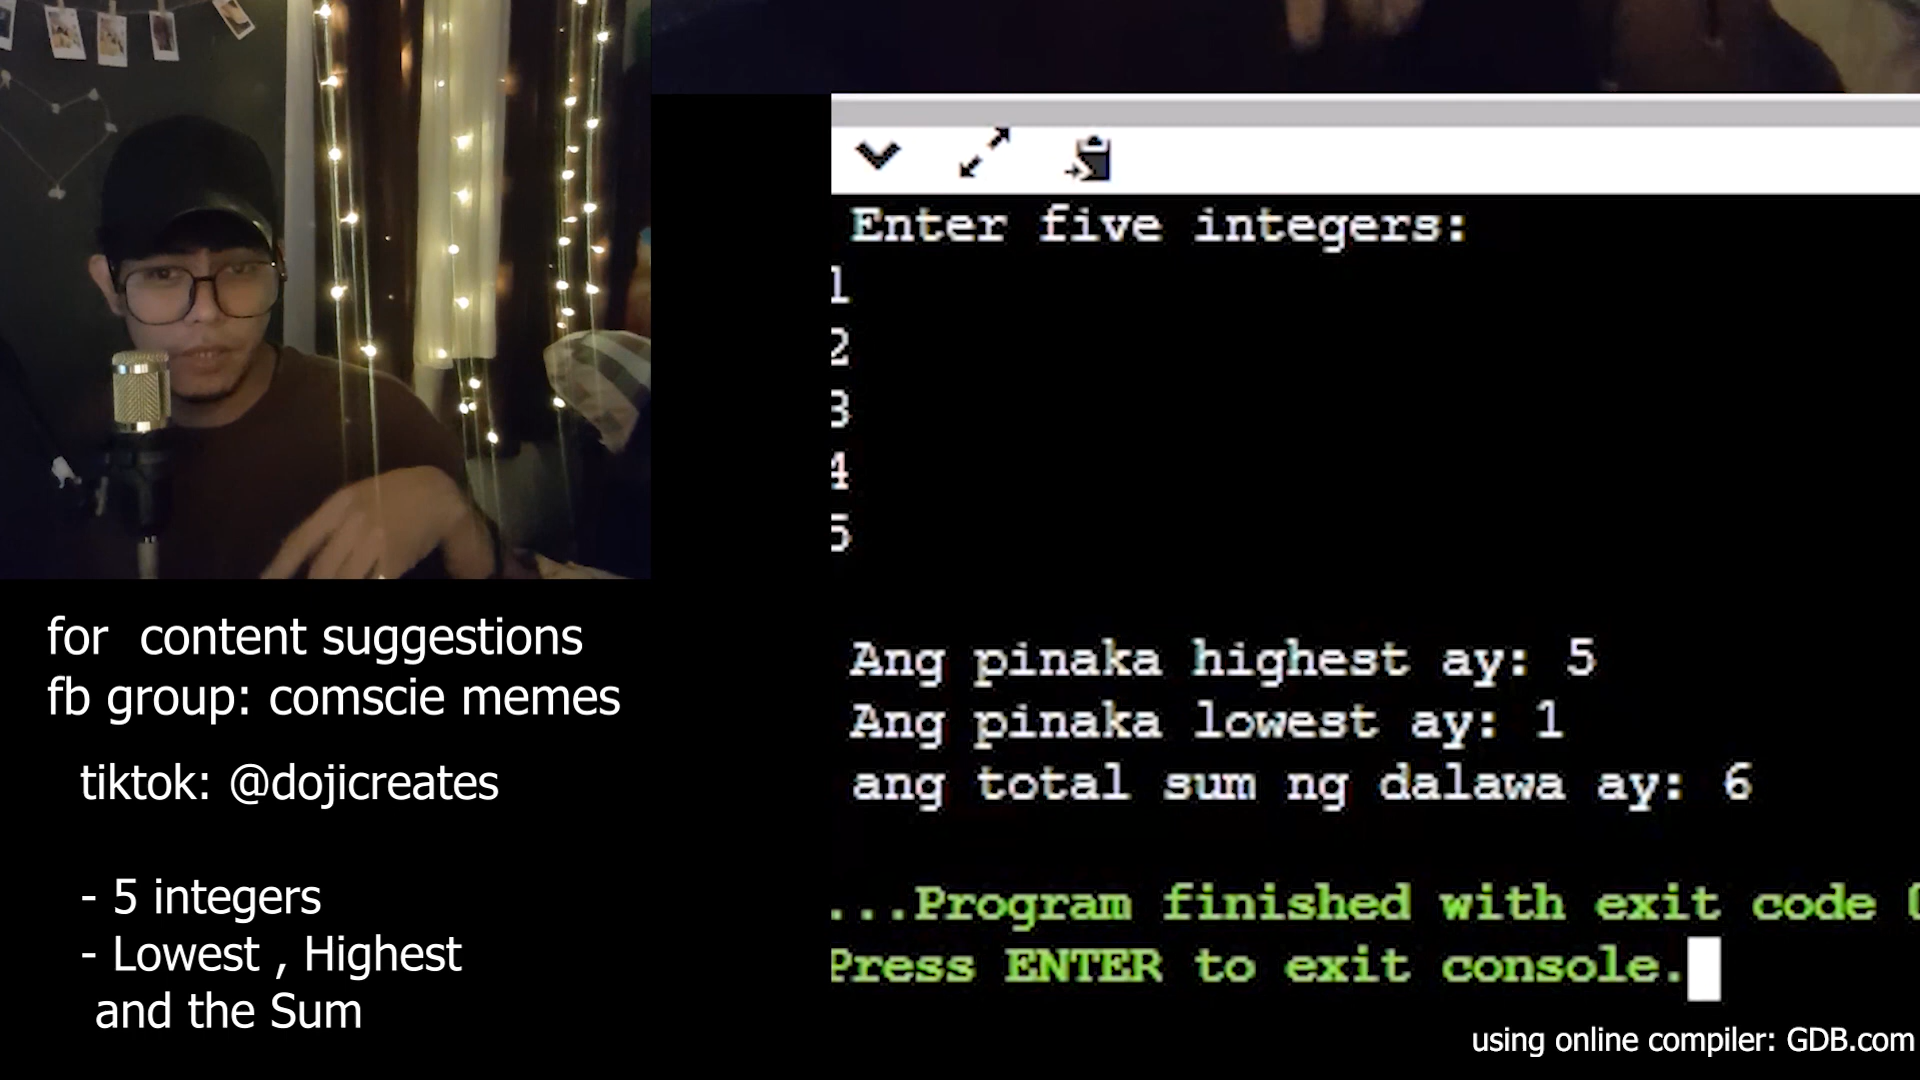 for content suggestions
fb group: comscie memes
tiktok: @dojicreates
- 5 integers
- Lowest , Highest
and the Sum
Enter five integers:
1
2
3
4
5
Ang pinaka highest ay: 5
Ang pinaka lowest ay: 1
ang total sum ng dalawa ay: 6
...Program finished with exit code
Press ENTER to exit console.
using online compiler: GDB.com